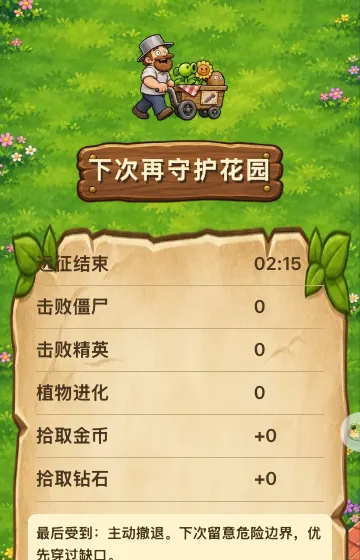 下次再守护花园
远征结束 02:15
击败僵尸 0
击败精英 0
植物进化 0
拾取金币 +0
拾取钻石 +0
最后受到：主动撤退。下次留意危险边界，优
先穿过缺口。